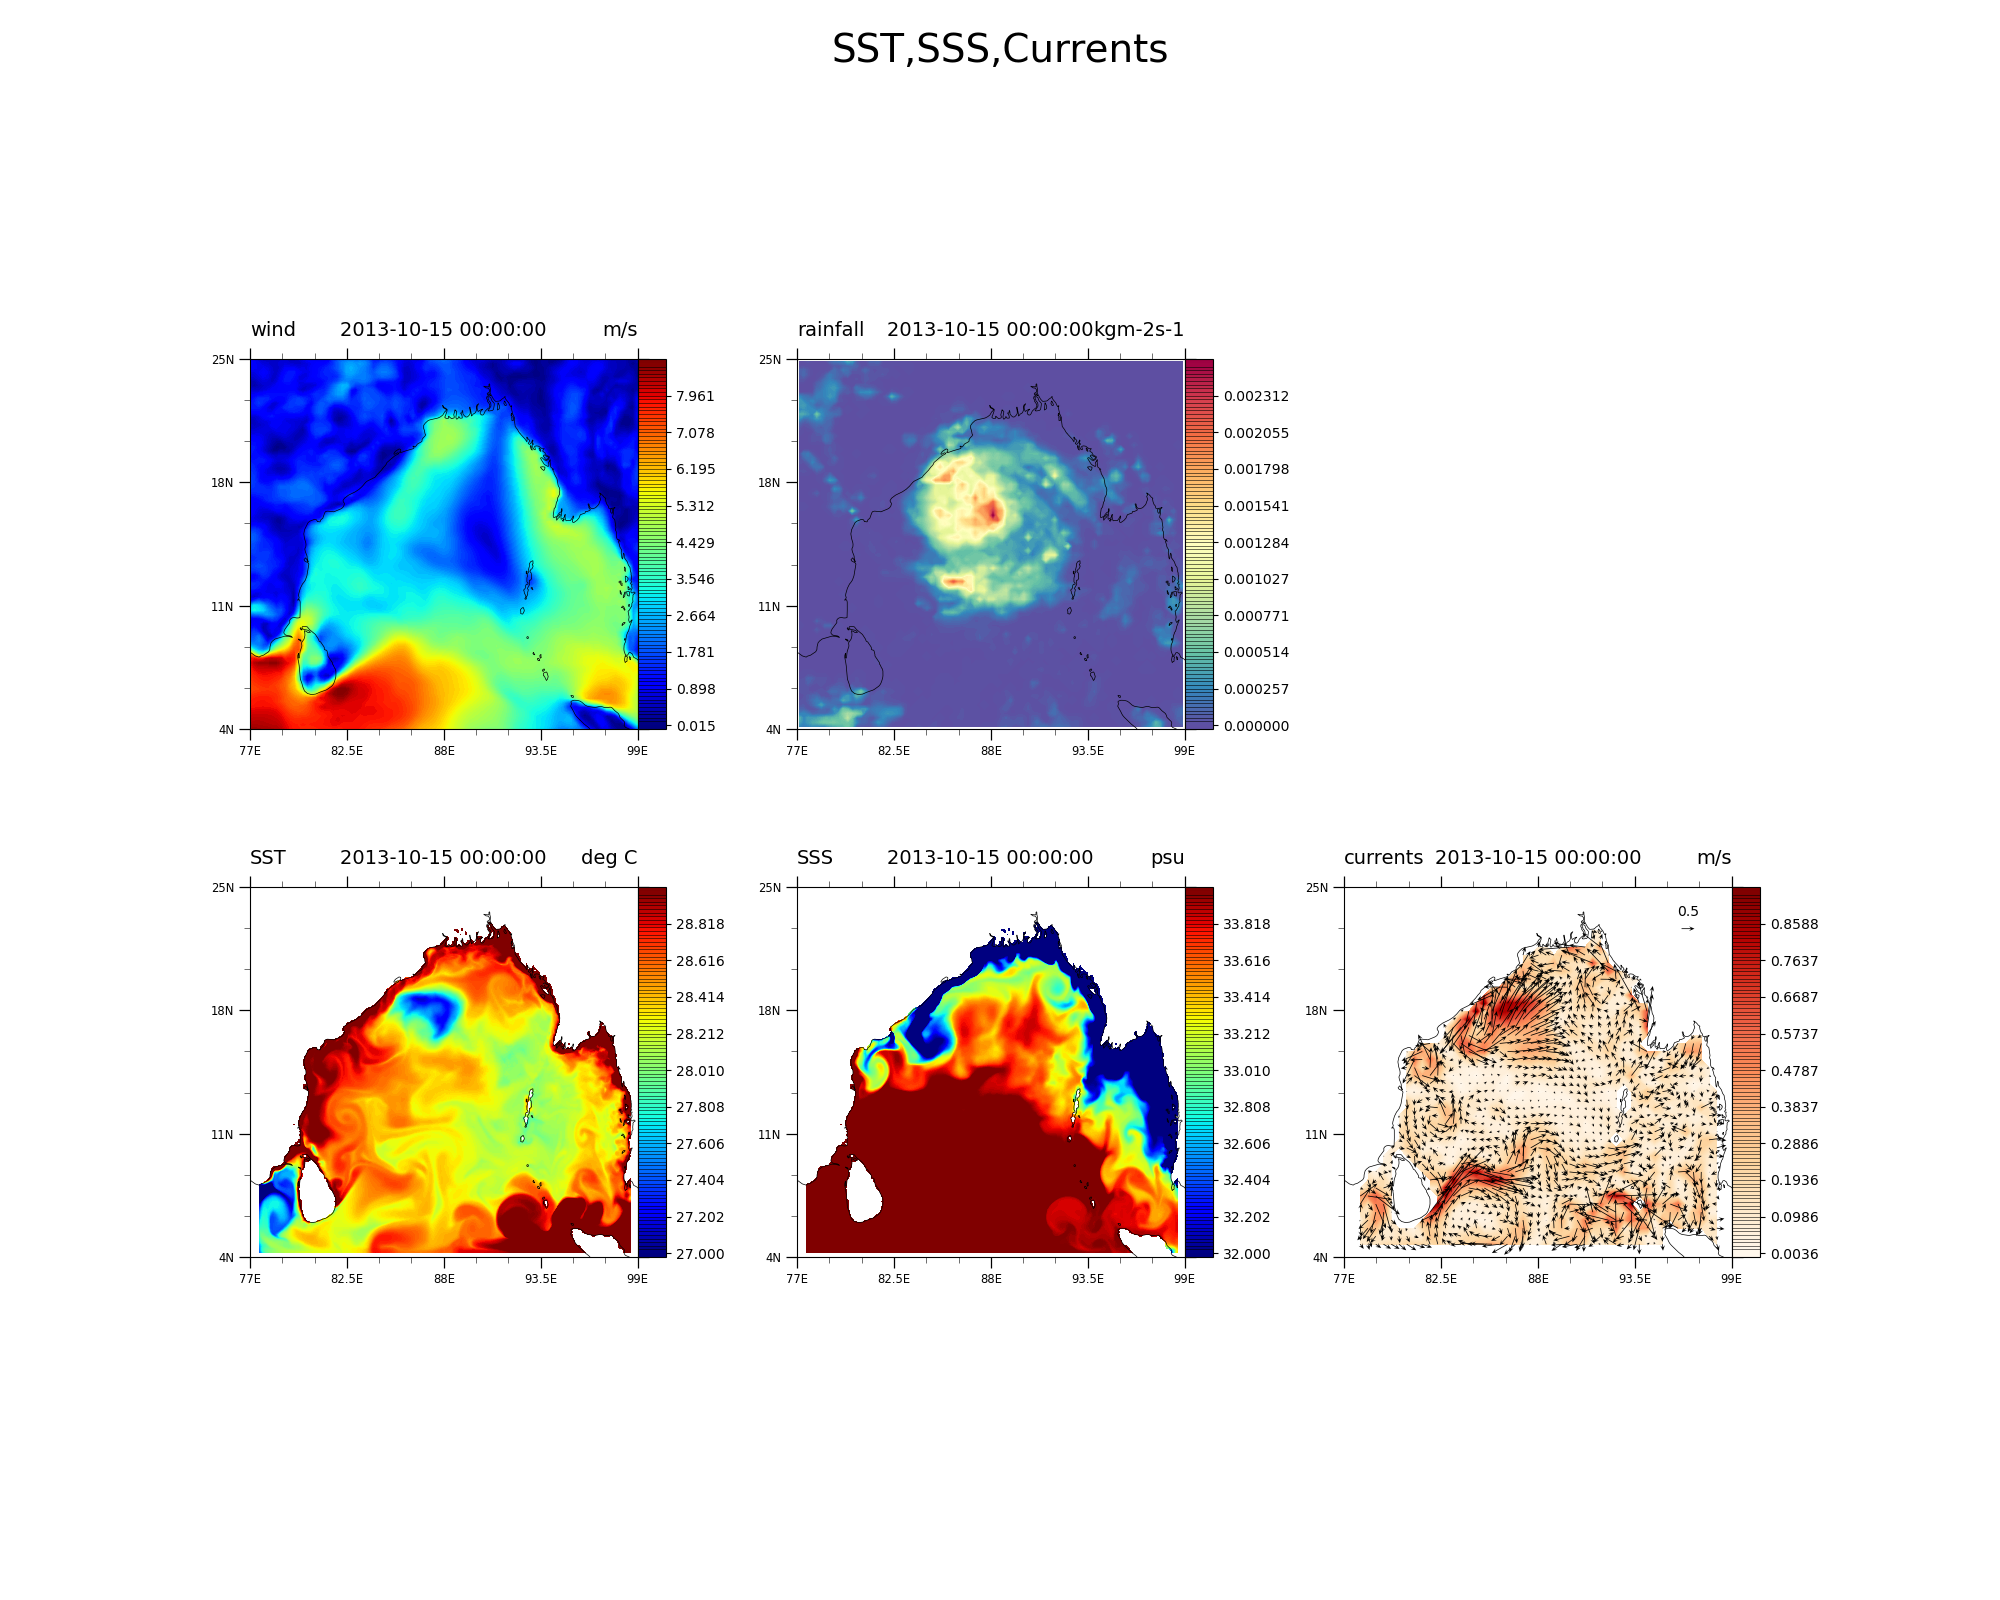 SST,SSS,Currents
wind 2013-10-15 00:00:00 m/s
25N
18N
11N
4N
77E 82.5E 88E 93.5E 99E
7.961
7.078
6.195
5.312
4.429
3.546
2.664
1.781
0.898
0.015
rainfall 2013-10-15 00:00:00kgm-2s-1
25N
18N
11N
4N
77E 82.5E 88E 93.5E 99E
0.002312
0.002055
0.001798
0.001541
0.001284
0.001027
0.000771
0.000514
0.000257
0.000000
SST 2013-10-15 00:00:00 deg C
25N
18N
11N
4N
77E 82.5E 88E 93.5E 99E
28.818
28.616
28.414
28.212
28.010
27.808
27.606
27.404
27.202
27.000
SSS 2013-10-15 00:00:00 psu
25N
18N
11N
4N
77E 82.5E 88E 93.5E 99E
33.818
33.616
33.414
33.212
33.010
32.808
32.606
32.404
32.202
32.000
currents 2013-10-15 00:00:00 m/s
0.5
25N
18N
11N
4N
77E 82.5E 88E 93.5E 99E
0.8588
0.7637
0.6687
0.5737
0.4787
0.3837
0.2886
0.1936
0.0986
0.0036